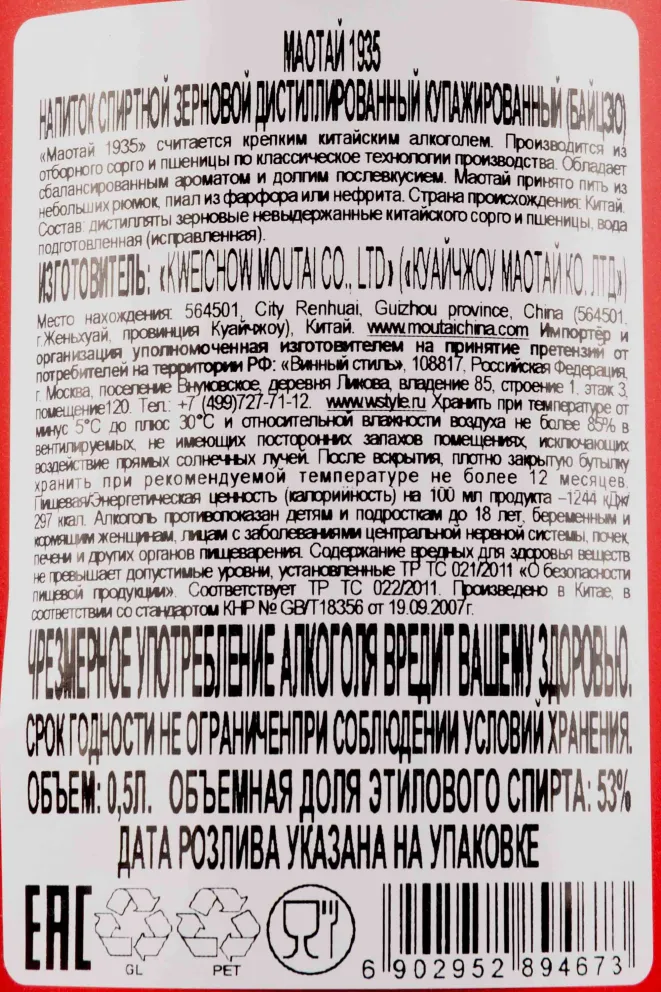 МАОТАЙ 1935
НАПИТОК СПИРТНОЙ ЗЕРНОВОЙ ДИСТИЛЛИРОВАННЫЙ КУПАЖИРОВАННЫЙ (БАЙЦЗЮ)
«Маотай 1935» считается крепким китайским алкоголем. Производится из
отборного сорго и пшеницы по классическое технологии производства. Обладает
сбалансированным ароматом и долгим послевкусием. Маотай принято пить из
небольших рюмок, пиал из фарфора или нефрита. Страна происхождения: Китай.
Состав: дистилляты зерновые невыдержанные китайского сорго и пшеницы, вода
подготовленная (исправленная).
ИЗГОТОВИТЕЛЬ: «KWEICHOW MOUTAI CO., LTD» («КУАЙЧЖОУ МАОТАЙ КО. ЛТД»)
Место нахождения: 564501, City Renhuai, Guizhou province, China (564501,
г.Женьхуай, провинция Куайчжоу), Китай. www.moutaichina.com Импортёр и
организация, уполномоченная изготовителем на принятие претензий от
потребителей на территории РФ: «Винный стиль», 108817, Российская Федерация,
г. Москва, поселение Внуковское, деревня Ликова, владение 85, строение 1, этаж 3,
помещение120. Тел.: +7 (499)727-71-12. www.wstyle.ru Хранить при температуре от
минус 5°С до плюс 30°С и относительной влажности воздуха не более 85% в
вентилируемых, не имеющих посторонних запахов помещениях, исключающих
воздействие прямых солнечных лучей. После вскрытия, плотно закрытую бутылку
хранить при рекомендуемой температуре не более 12 месяцев.
Пищевая/Энергетическая ценность (калорийность) на 100 мл продукта –1244 кДж/
297 ккал. Алкоголь противопоказан детям и подросткам до 18 лет, беременным и
кормящим женщинам, лицам с заболеваниями центральной нервной системы, почек,
печени и других органов пищеварения. Содержание вредных для здоровья веществ
не превышает допустимые уровни, установленные ТР ТС 021/2011 «О безопасности
пищевой продукции». Соответствует ТР ТС 022/2011. Произведено в Китае, в
соответствии со стандартом КНР № GB/T18356 от 19.09.2007г.
ЧРЕЗМЕРНОЕ УПОТРЕБЛЕНИЕ АЛКОГОЛЯ ВРЕДИТ ВАШЕМУ ЗДОРОВЬЮ.
СРОК ГОДНОСТИ НЕ ОГРАНИЧЕНПРИ СОБЛЮДЕНИИ УСЛОВИЙ ХРАНЕНИЯ.
ОБЪЕМ: 0,5Л. ОБЪЕМНАЯ ДОЛЯ ЭТИЛОВОГО СПИРТА: 53%
ДАТА РОЗЛИВА УКАЗАНА НА УПАКОВКЕ
EAC
GL
PET
6 902952 894673